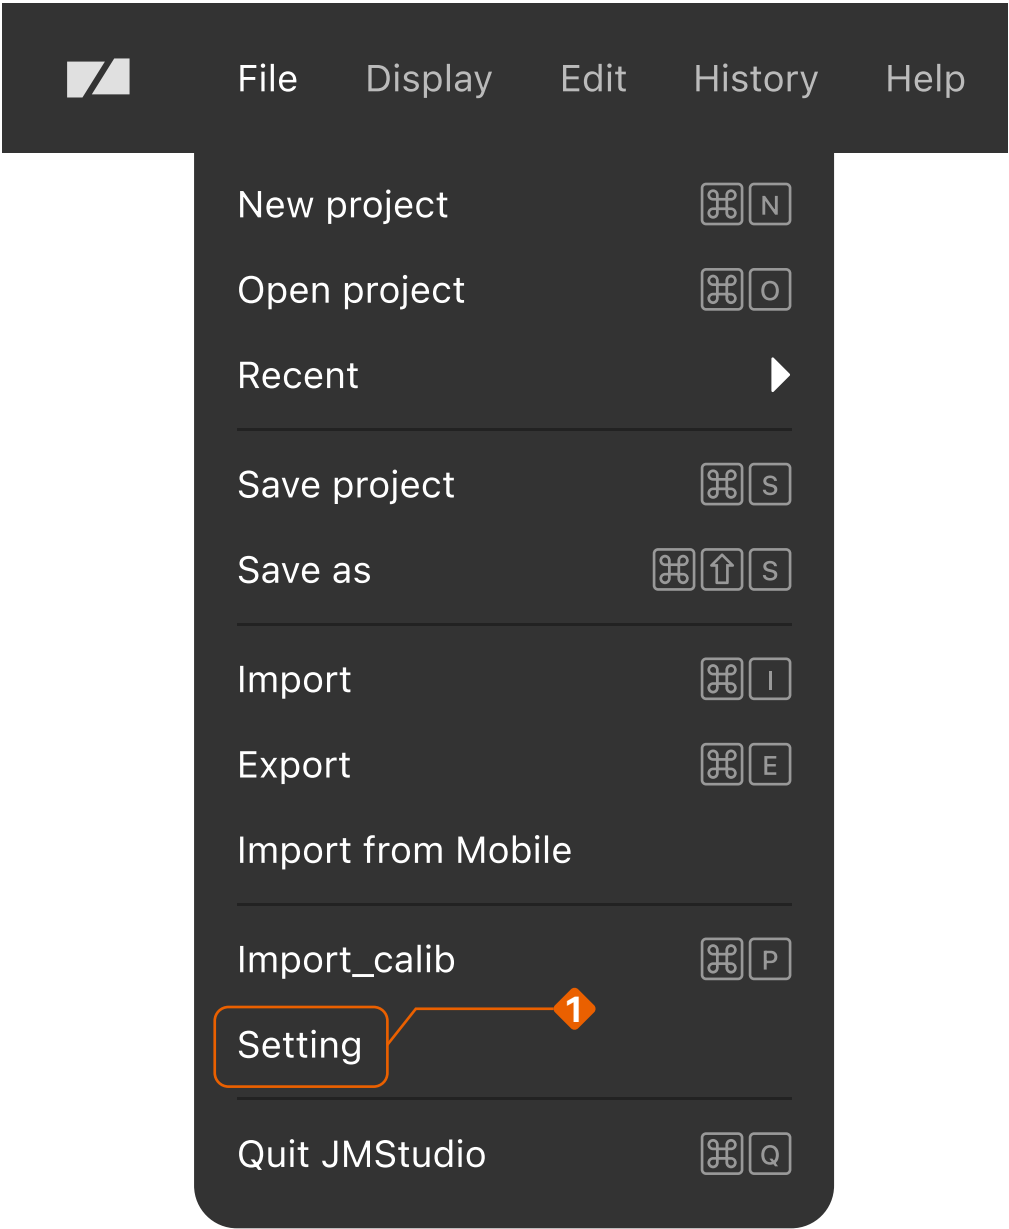 File Display Edit History Help
New project ⌘ N
Open project ⌘ O
Recent
Save project ⌘ S
Save as ⌘ ⇧ S
Import ⌘ I
Export ⌘ E
Import from Mobile
Import_calib ⌘ P
1
Setting
Quit JMStudio ⌘ Q